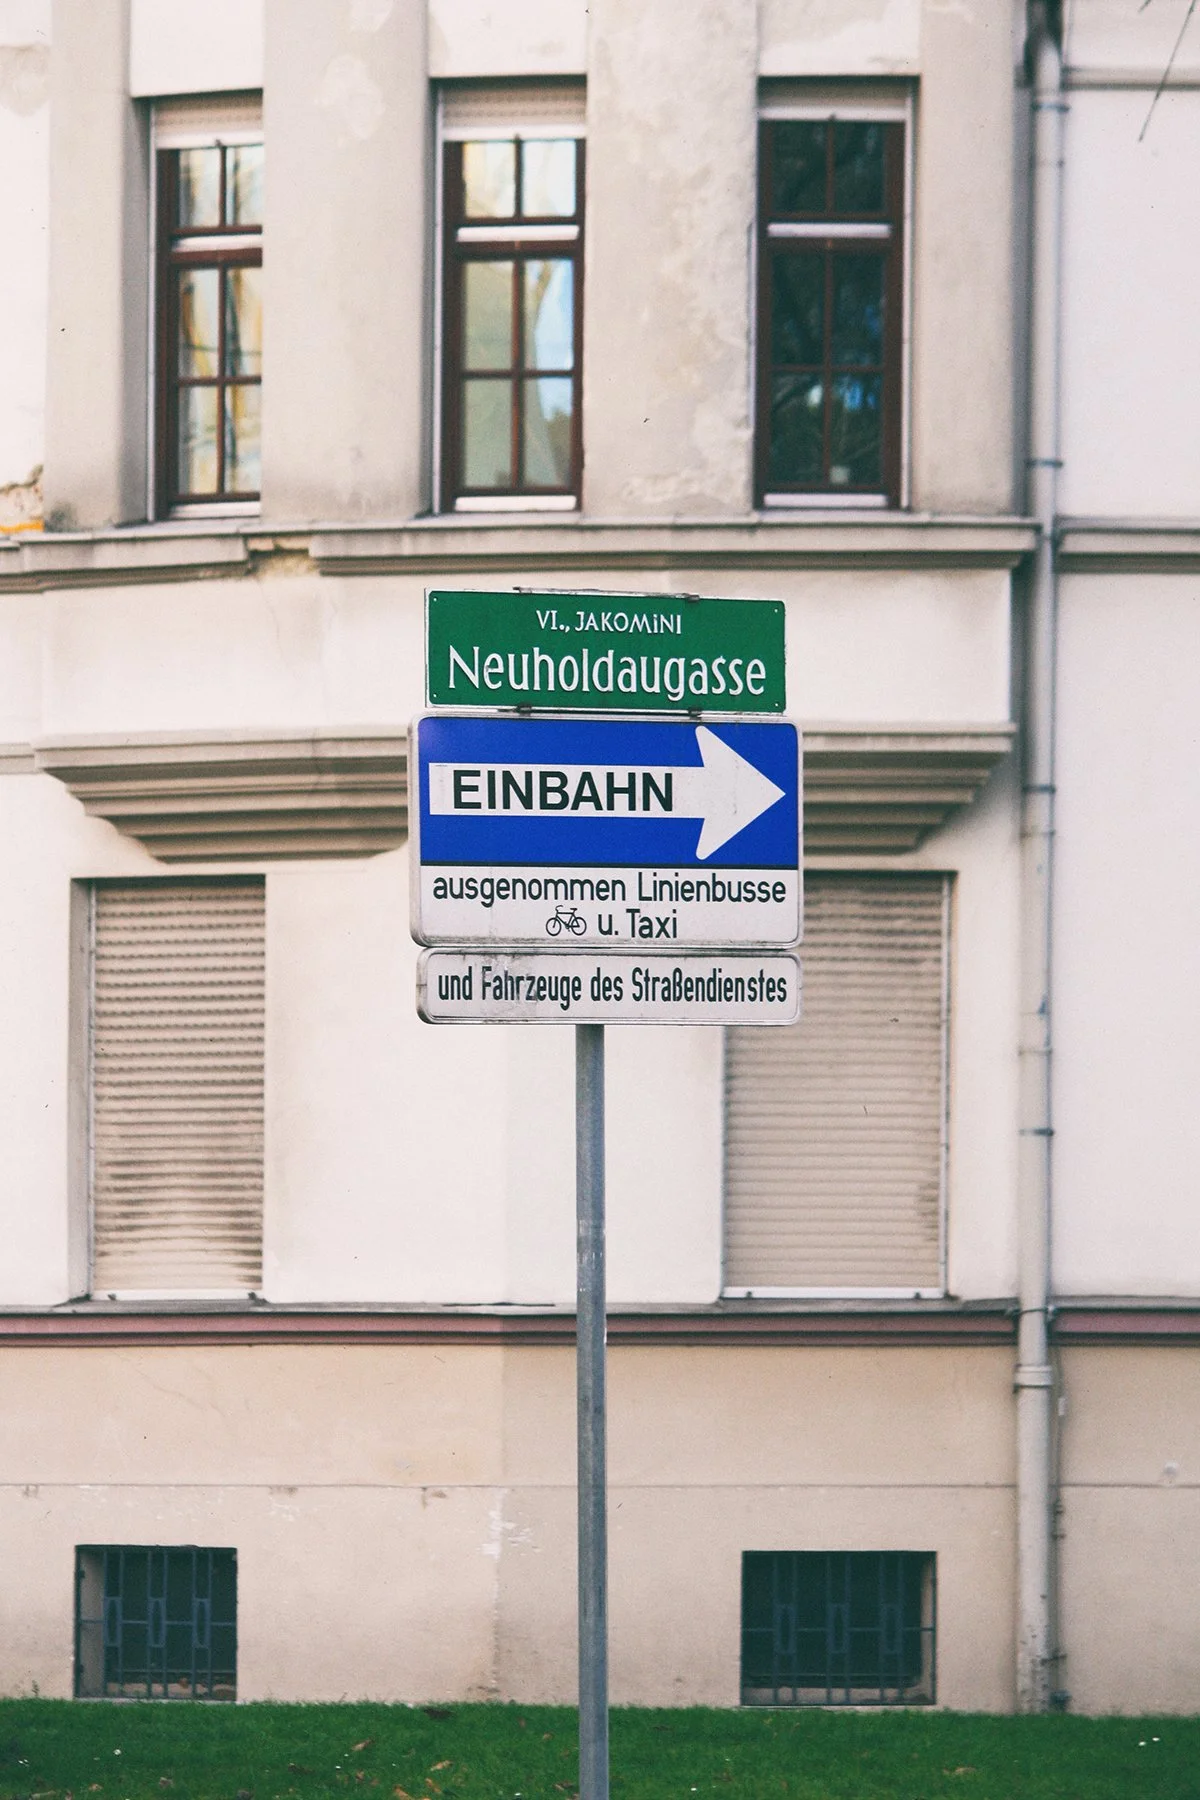 VI., JAKOMiNI
Neuholdaugasse
EINBAHN
ausgenommen Linienbusse
u. Taxi
und Fahrzeuge des Straßendienstes